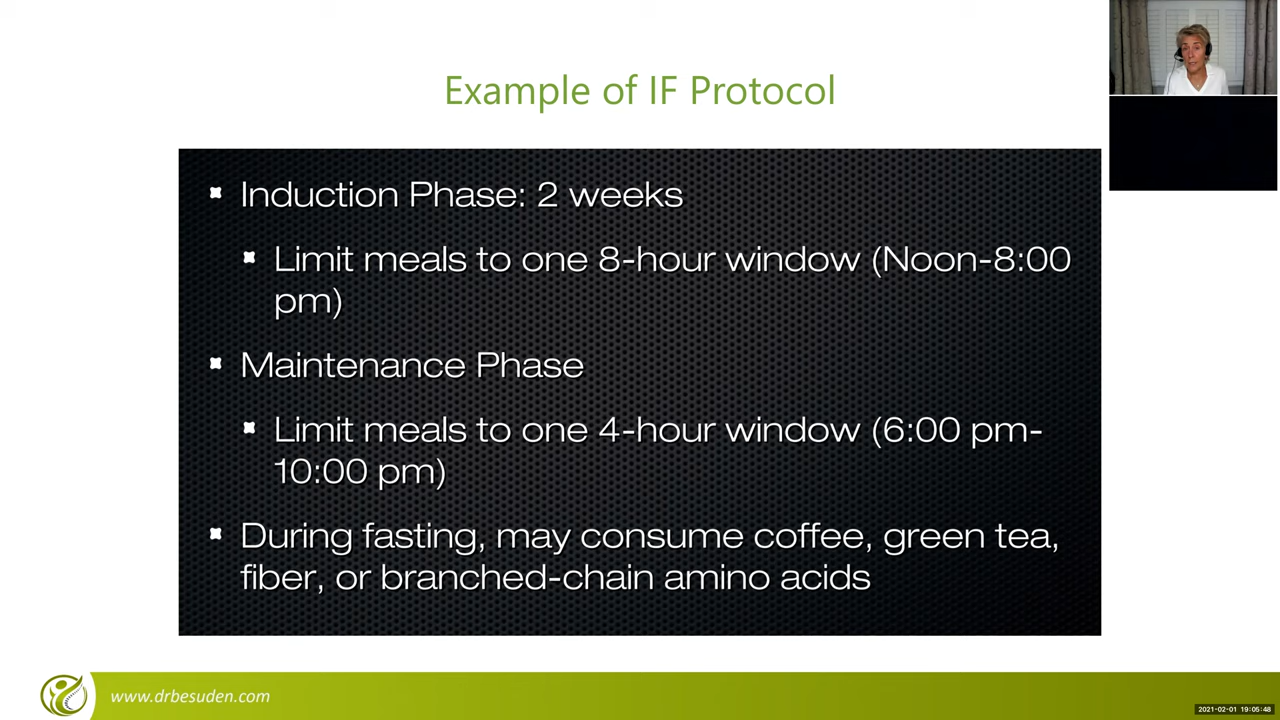 Example of IF Protocol
Induction Phase: 2 weeks
Limit meals to one 8-hour window (Noon-8:00
pm)
Maintenance Phase
Limit meals to one 4-hour window (6:00 pm-
10:00 pm)
During fasting, may consume coffee, green tea,
fiber, or branched-chain amino acids
www.drbesuden.com
2021-02-01 19:05:48